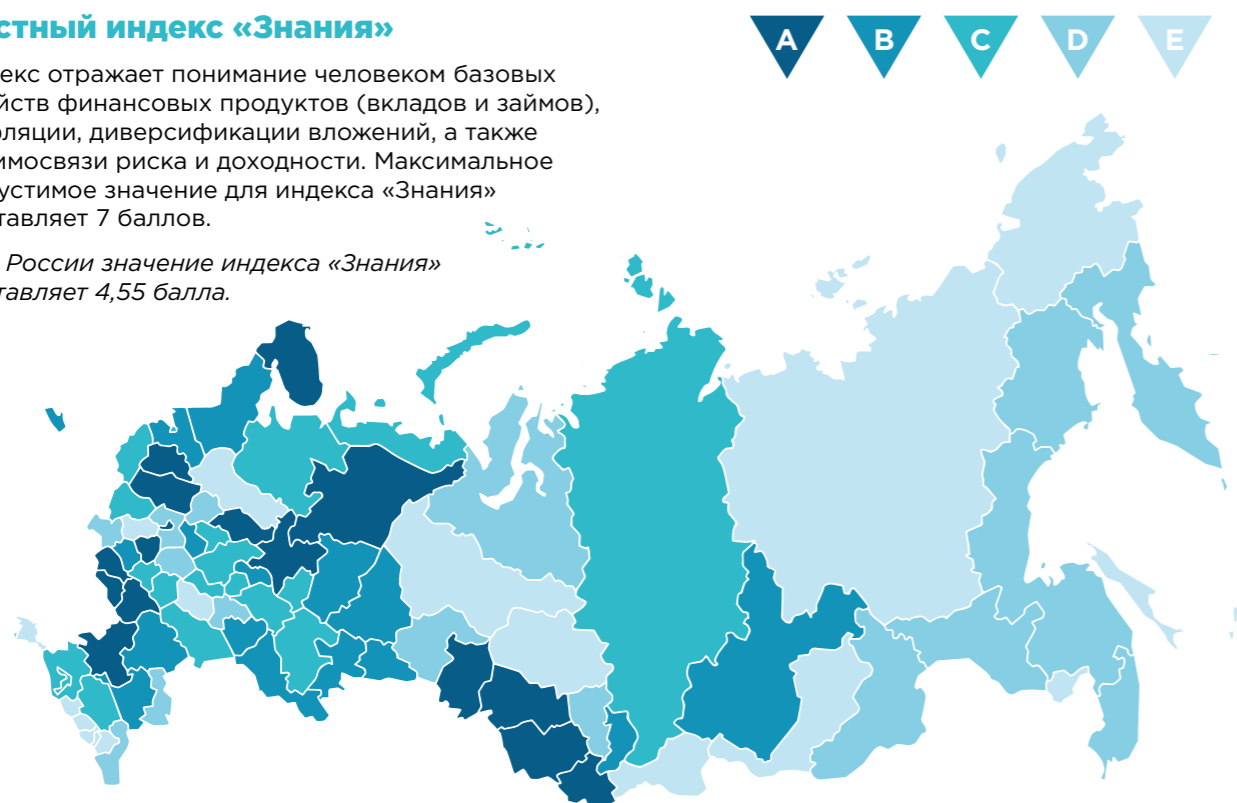 стный индекс «Знания»
A B C D E
екс отражает понимание человеком базовых
йств финансовых продуктов (вкладов и займов),
ляции, диверсификации вложений, а также
имосвязи риска и доходности. Максимальное
устимое значение для индекса «Знания»
тавляет 7 баллов.
России значение индекса «Знания»
тавляет 4,55 балла.